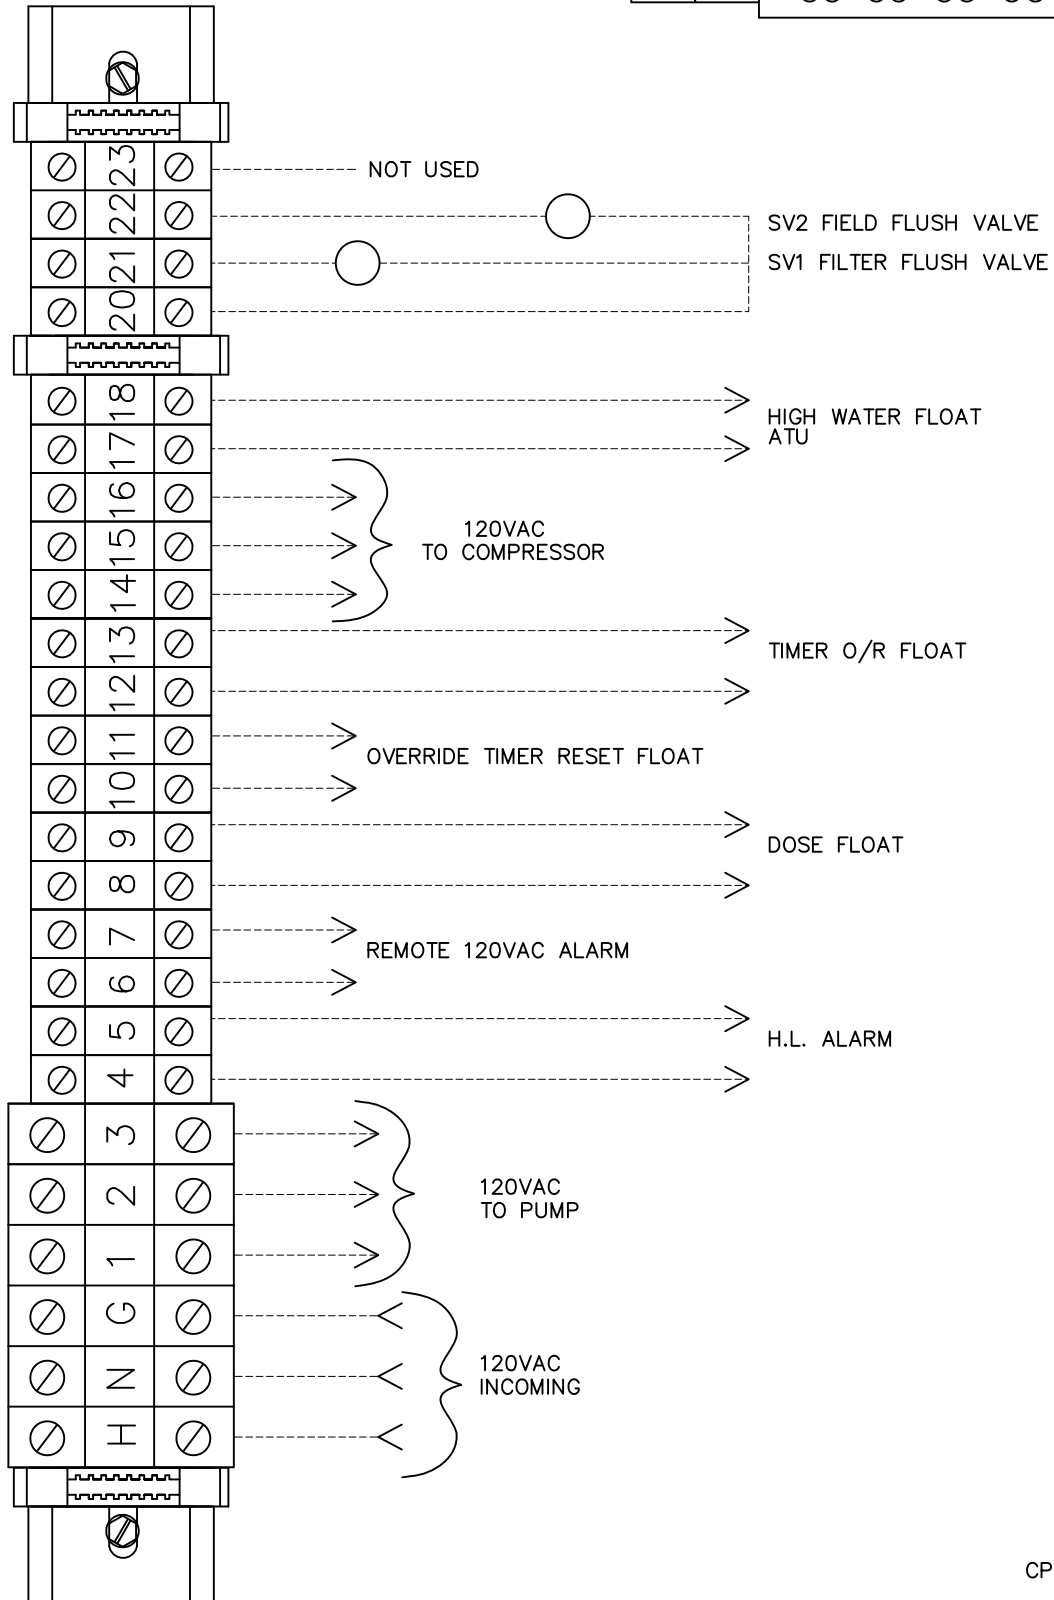 23
NOT USED
22
SV2 FIELD FLUSH VALVE
21
SV1 FILTER FLUSH VALVE
20
18
HIGH WATER FLOAT
ATU
17
16
15
120VAC
TO COMPRESSOR
14
13
TIMER O/R FLOAT
12
11
OVERRIDE TIMER RESET FLOAT
10
9
DOSE FLOAT
8
7
REMOTE 120VAC ALARM
6
5
H.L. ALARM
4
3
2
120VAC
TO PUMP
1
G
N
120VAC
INCOMING
H
CP